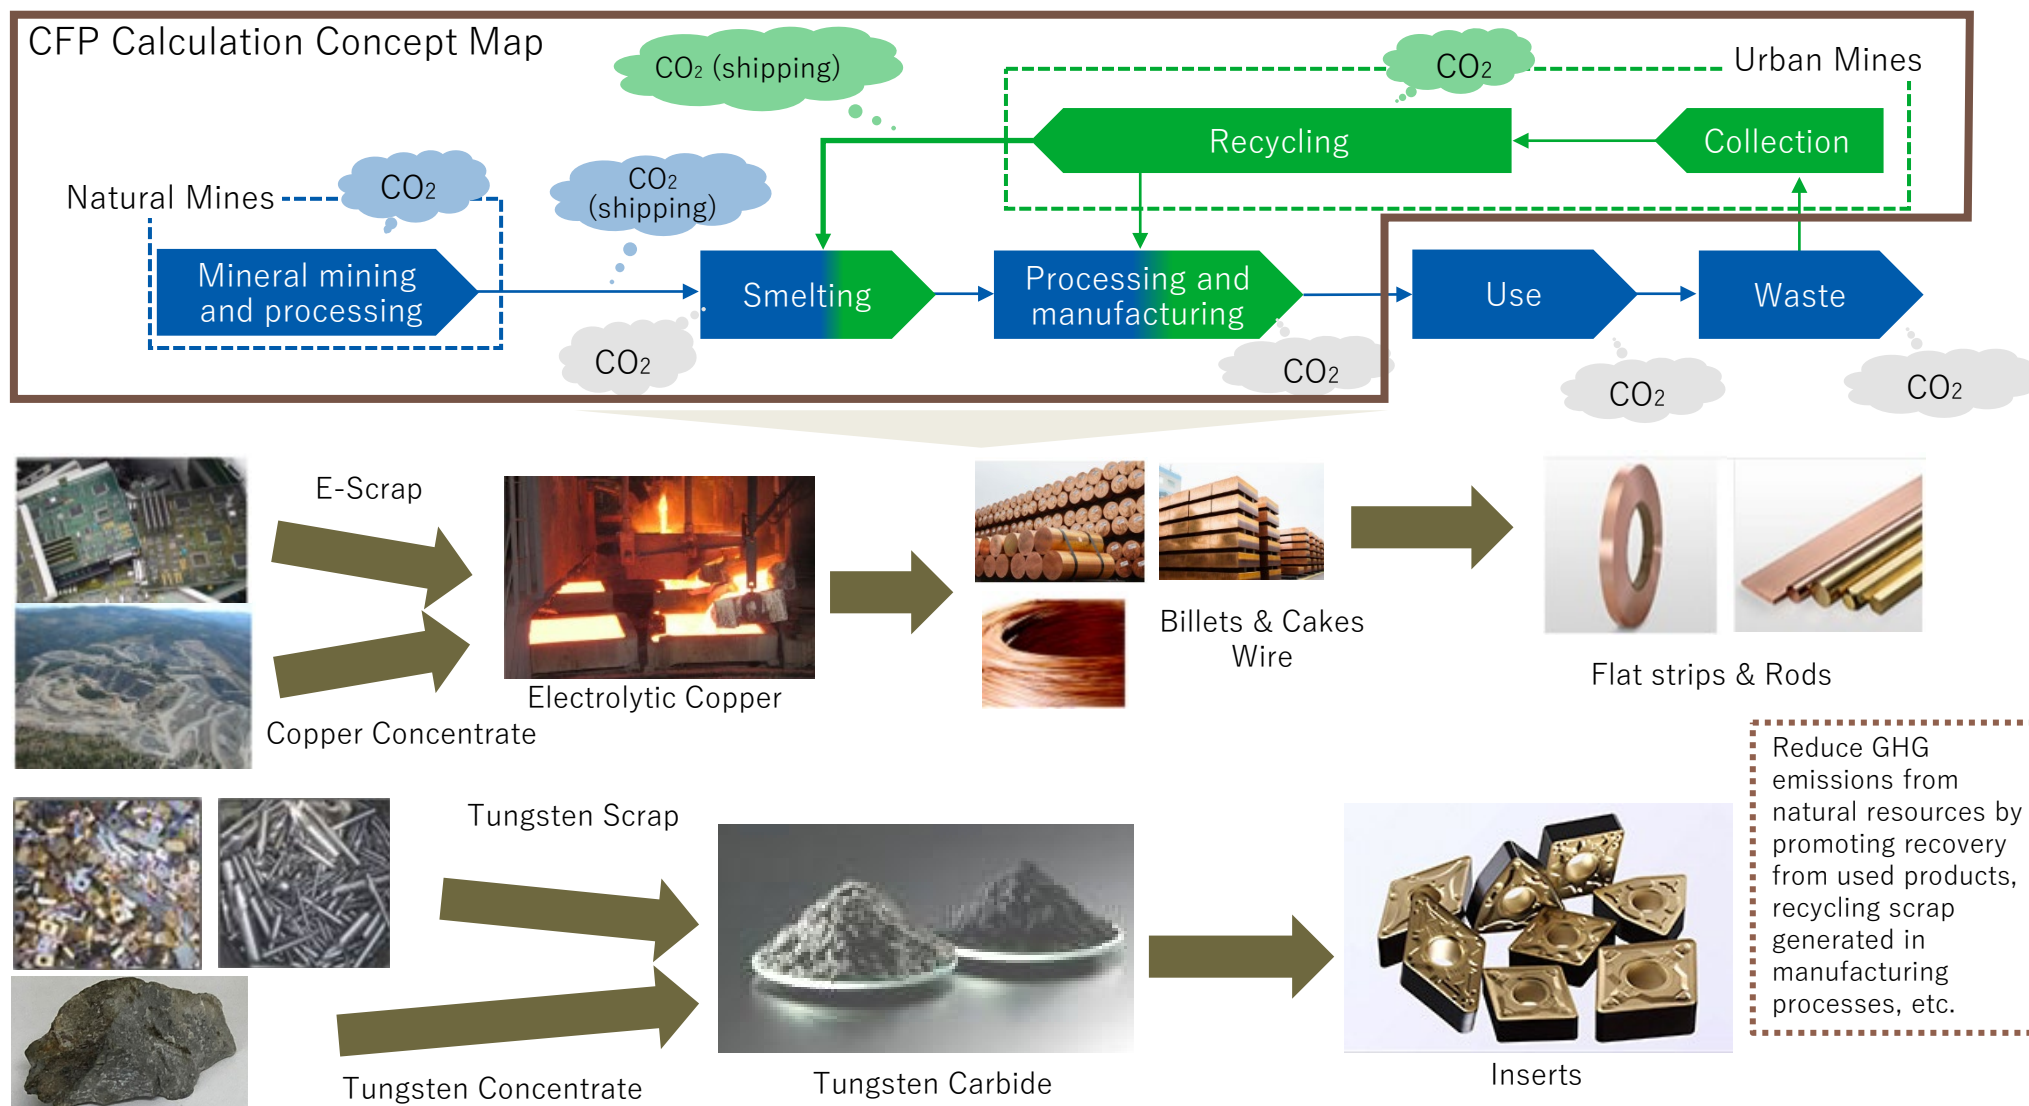 CFP Calculation Concept Map
CO2 (shipping)
CO2
Urban Mines
Recycling
Collection
Natural Mines
CO2
CO2
(shipping)
Mineral mining
and processing
Smelting
Processing and
manufacturing
Use
Waste
CO2
CO2
CO2
CO2
E-Scrap
Copper Concentrate
Electrolytic Copper
Billets & Cakes
Wire
Flat strips & Rods
Tungsten Scrap
Tungsten Concentrate
Tungsten Carbide
Inserts
Reduce GHG
emissions from
natural resources by
promoting recovery
from used products,
recycling scrap
generated in
manufacturing
processes, etc.